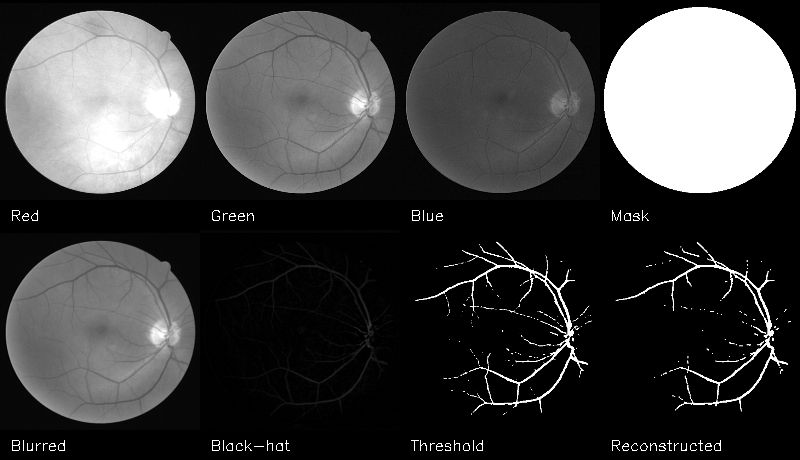 Red
Green
Blue
Mask
Blurred
Black-hat
Threshold
Reconstructed